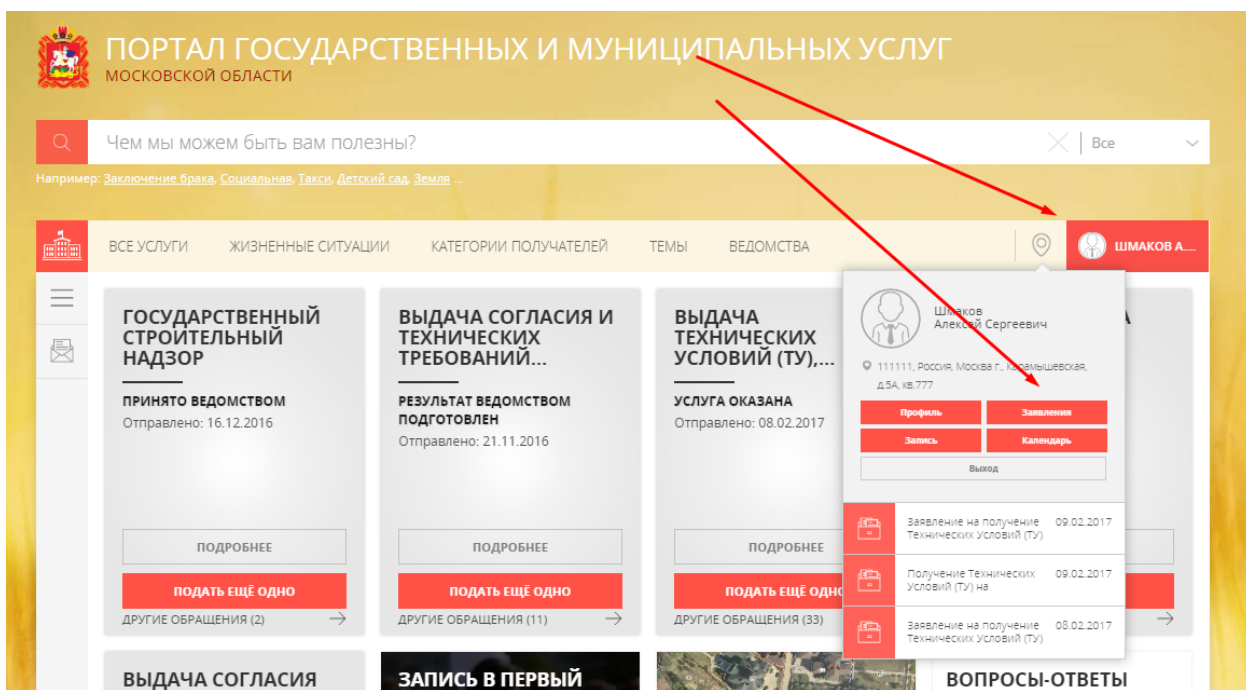 ПОРТАЛ ГОСУДАРСТВЕННЫХ И МУНИЦИПАЛЬНЫХ УСЛУГ
МОСКОВСКОЙ ОБЛАСТИ
Чем мы можем быть вам полезны?
Все
Например: Заключение брака, Социальная, Такси, Детский сад, Земля ...
ВСЕ УСЛУГИ ЖИЗНЕННЫЕ СИТУАЦИИ КАТЕГОРИИ ПОЛУЧАТЕЛЕЙ ТЕМЫ ВЕДОМСТВА
ШМАКОВ А....
ГОСУДАРСТВЕННЫЙ
СТРОИТЕЛЬНЫЙ
НАДЗОР
ПРИНЯТО ВЕДОМСТВОМ
Отправлено: 16.12.2016
ПОДРОБНЕЕ
ПОДАТЬ ЕЩЁ ОДНО
ДРУГИЕ ОБРАЩЕНИЯ (2)
ВЫДАЧА СОГЛАСИЯ И
ТЕХНИЧЕСКИХ
ТРЕБОВАНИЙ...
РЕЗУЛЬТАТ ВЕДОМСТВОМ
ПОДГОТОВЛЕН
Отправлено: 21.11.2016
ПОДРОБНЕЕ
ПОДАТЬ ЕЩЁ ОДНО
ДРУГИЕ ОБРАЩЕНИЯ (11)
ВЫДАЧА
ТЕХНИЧЕСКИХ
УСЛОВИЙ (ТУ),...
УСЛУГА ОКАЗАНА
Отправлено: 08.02.2017
ПОДРОБНЕЕ
ПОДАТЬ ЕЩЁ ОДНО
ДРУГИЕ ОБРАЩЕНИЯ (33)
Шмаков
Алексей Сергеевич
111111, Россия, Москва г., Карамышевская,
д.5А, кв.777
Профиль Заявления
Запись Календарь
Выход
Заявление на получение 09.02.2017
Технических Условий (ТУ)
Получение Технических 09.02.2017
Условий (ТУ) на
Заявление на получение 08.02.2017
Технических Условий (ТУ)
ВЫДАЧА СОГЛАСИЯ
ЗАПИСЬ В ПЕРВЫЙ
ВОПРОСЫ-ОТВЕТЫ